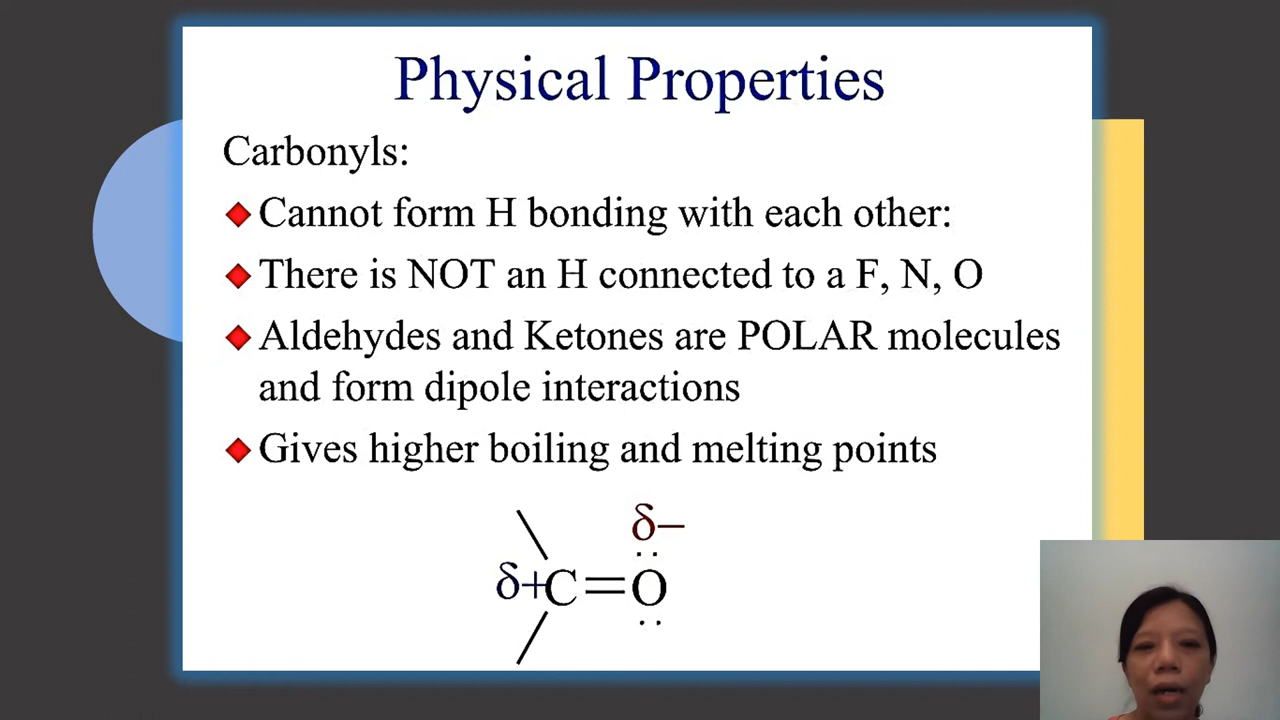 Physical Properties
Carbonyls:
Cannot form H bonding with each other:
There is NOT an H connected to a F, N, O
Aldehydes and Ketones are POLAR molecules
and form dipole interactions
Gives higher boiling and melting points
δ−
δ+C=O